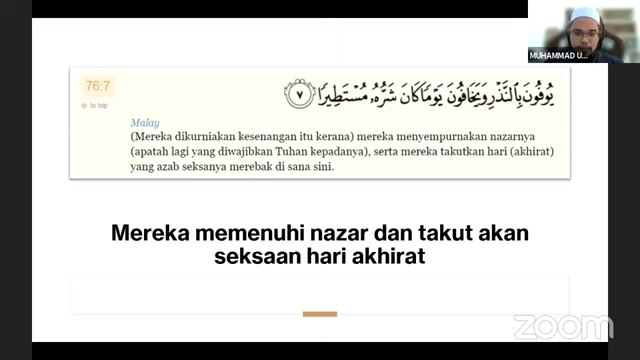 MUHAMMAD U...
76:7
to top
يُوفُونَ بِالنَّذْرِ وَيَخَافُونَ يَوْمًا كَانَ شَرُّهُ مُسْتَطِيرًا ٧
Malay
(Mereka dikurniakan kesenangan itu kerana) mereka menyempurnakan nazarnya
(apatah lagi yang diwajibkan Tuhan kepadanya), serta mereka takutkan hari (akhirat)
yang azab seksanya merebak di sana sini.
Mereka memenuhi nazar dan takut akan
seksaan hari akhirat
zoom